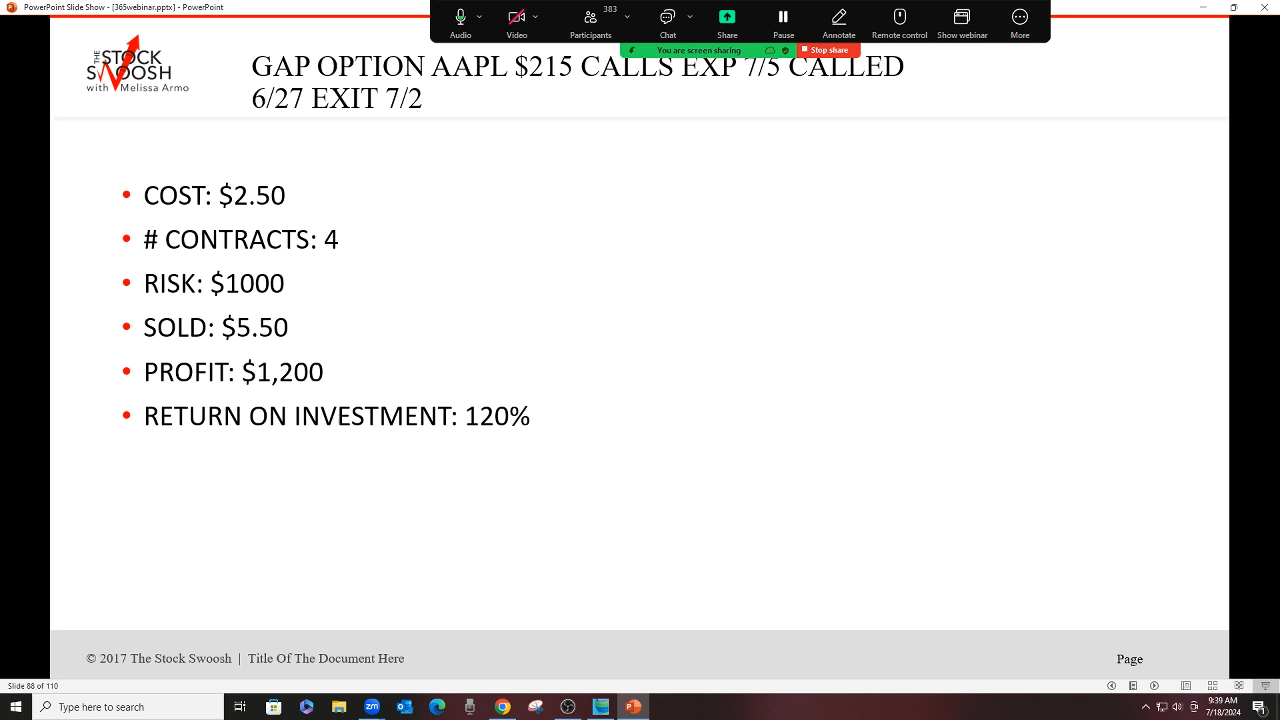 PowerPoint Slide Show - [365webinar.pptx] - PowerPoint
Audio
Video
383
Participants
Chat
Share
Pause
Annotate
Remote control
Show webinar
More
You are screen sharing
Stop share
THE STOCK
SWOOSH
with Melissa Armo
GAP OPTION AAPL $215 CALLS EXP 7/5 CALLED
6/27 EXIT 7/2
• COST: $2.50
• # CONTRACTS: 4
• RISK: $1000
• SOLD: $5.50
• PROFIT: $1,200
• RETURN ON INVESTMENT: 120%
© 2017 The Stock Swoosh | Title Of The Document Here
Page
Slide 88 of 110
Type here to search
9:39 AM
7/18/2024